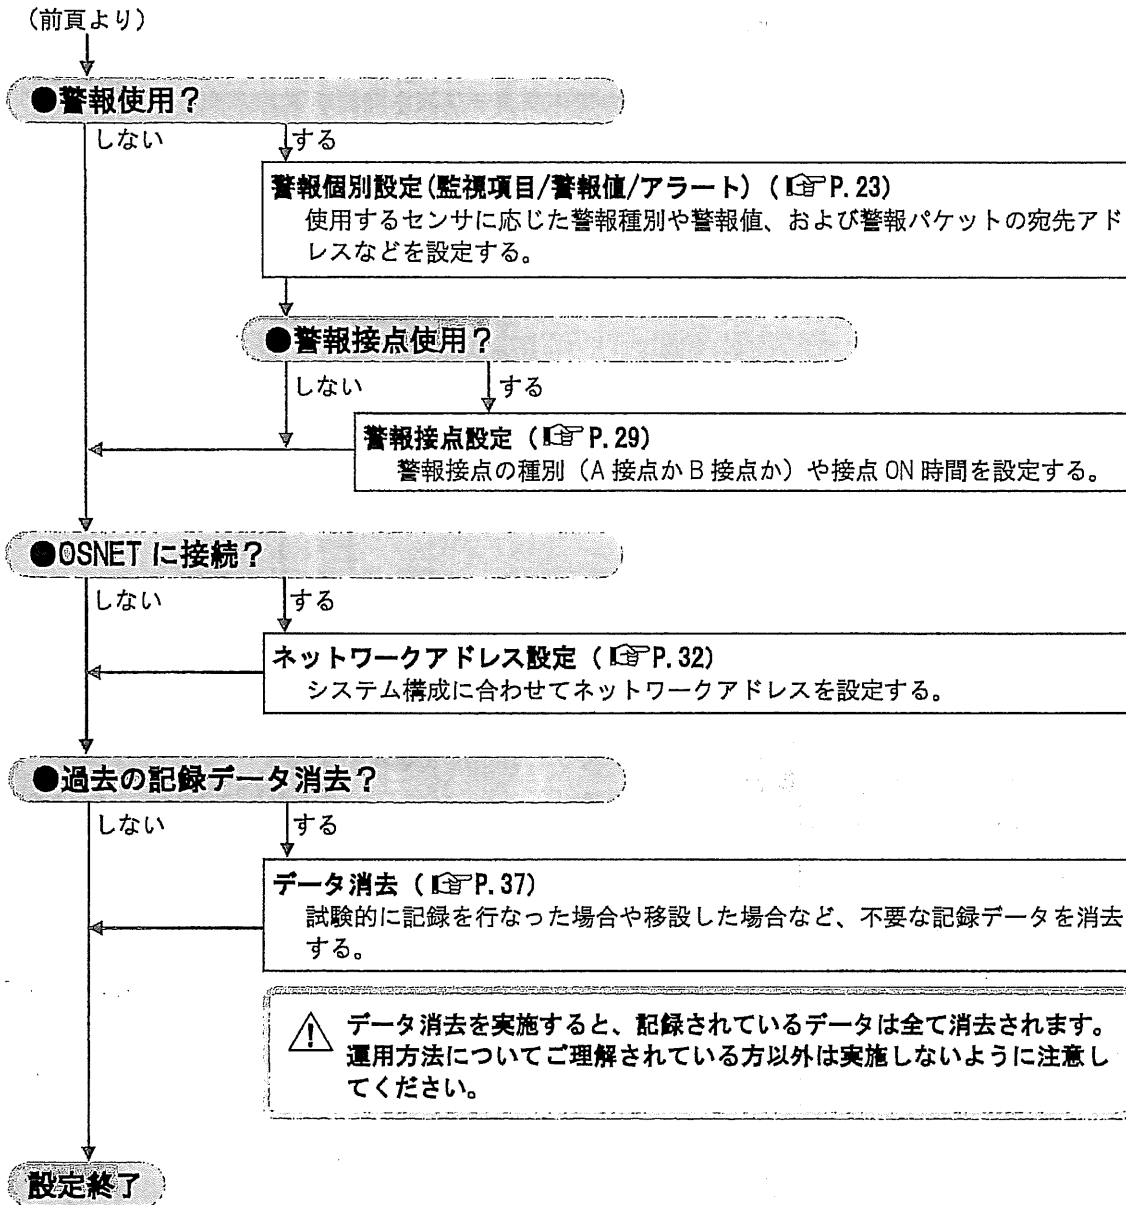 (前頁より)
●警報使用?
しない
する
警報個別設定(監視項目/警報値/アラート) (☞P.23)
使用するセンサに応じた警報種別や警報値、および警報パケットの宛先アド
レスなどを設定する。
●警報接点使用?
しない
する
警報接点設定 (☞P.29)
警報接点の種別(A接点かB接点か)や接点ON時間を設定する。
●OSNETに接続?
しない
する
ネットワークアドレス設定 (☞P.32)
システム構成に合わせてネットワークアドレスを設定する。
●過去の記録データ消去?
しない
する
データ消去 (☞P.37)
試験的に記録を行なった場合や移設した場合など、不要な記録データを消去
する。
データ消去を実施すると、記録されているデータは全て消去されます。
運用方法についてご理解されている方以外は実施しないように注意し
てください。
設定終了